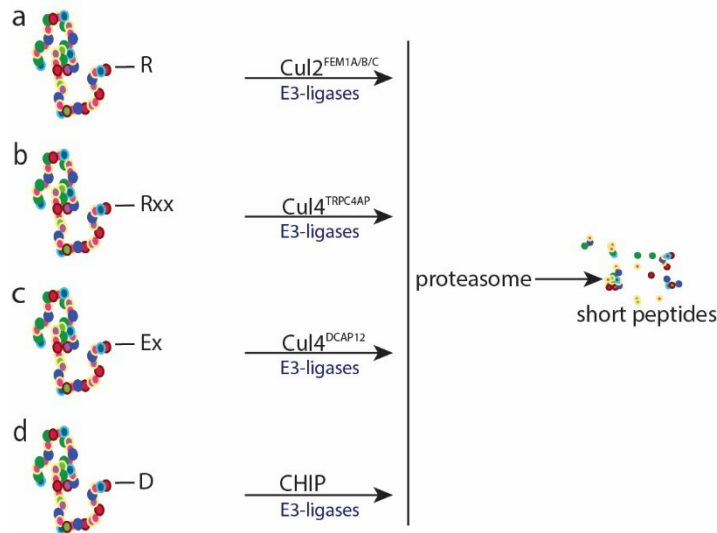 a
R
Cul2FEM1A/B/C
E3-ligases
b
Rxx
Cul4TRPC4AP
E3-ligases
proteasome
short peptides
c
Ex
Cul4DCAP12
E3-ligases
d
D
CHIP
E3-ligases